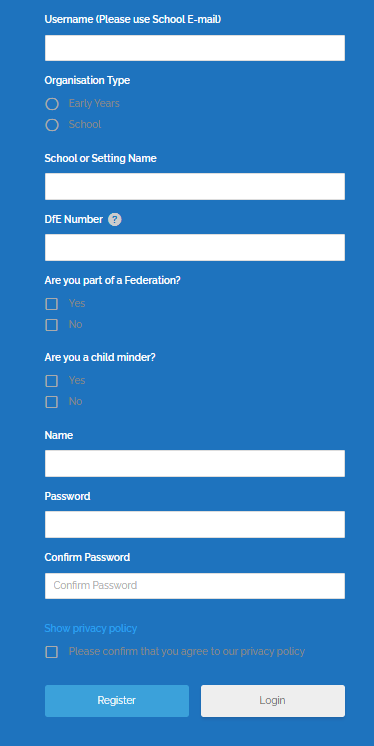 Username (Please use School E-mail)
Organisation Type
Early Years
School
School or Setting Name
DfE Number ?
Are you part of a Federation?
Yes
No
Are you a child minder?
Yes
No
Name
Password
Confirm Password
Confirm Password
Show privacy policy
Please confirm that you agree to our privacy policy
Register Login